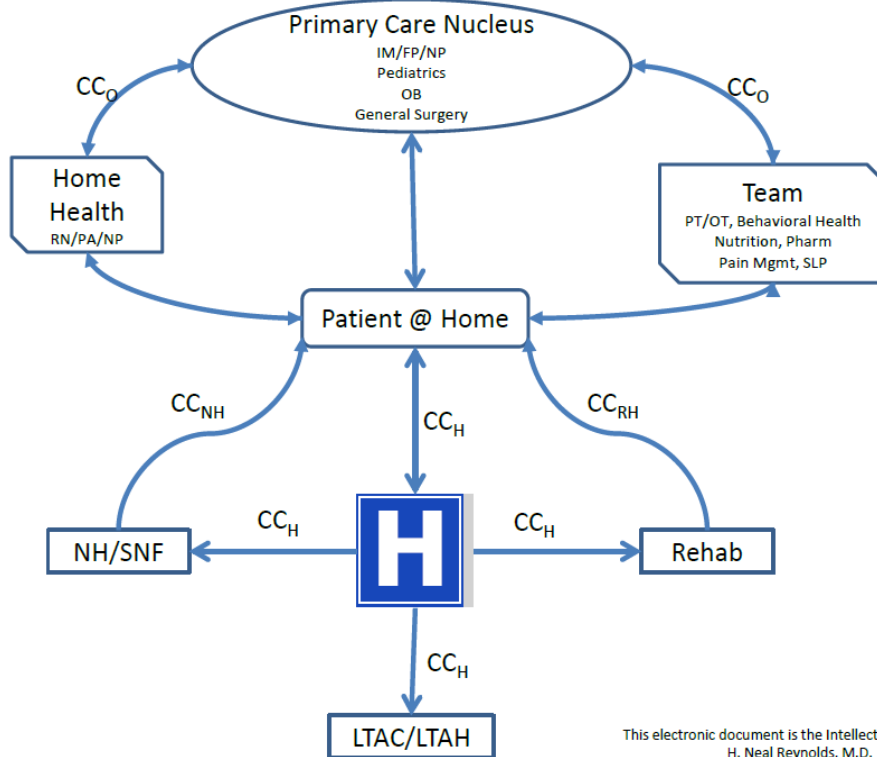 Primary Care Nucleus
IM/FP/NP
Pediatrics
OB
General Surgery
CCO
CCO
Home
Health
RN/PA/NP
Team
PT/OT, Behavioral Health
Nutrition, Pharm
Pain Mgmt, SLP
Patient @ Home
CCNH
CCH
CCRH
NH/SNF
CCH
H
CCH
Rehab
CCH
LTAC/LTAH
This electronic document is the Intellect
H. Neal Reynolds, M.D.